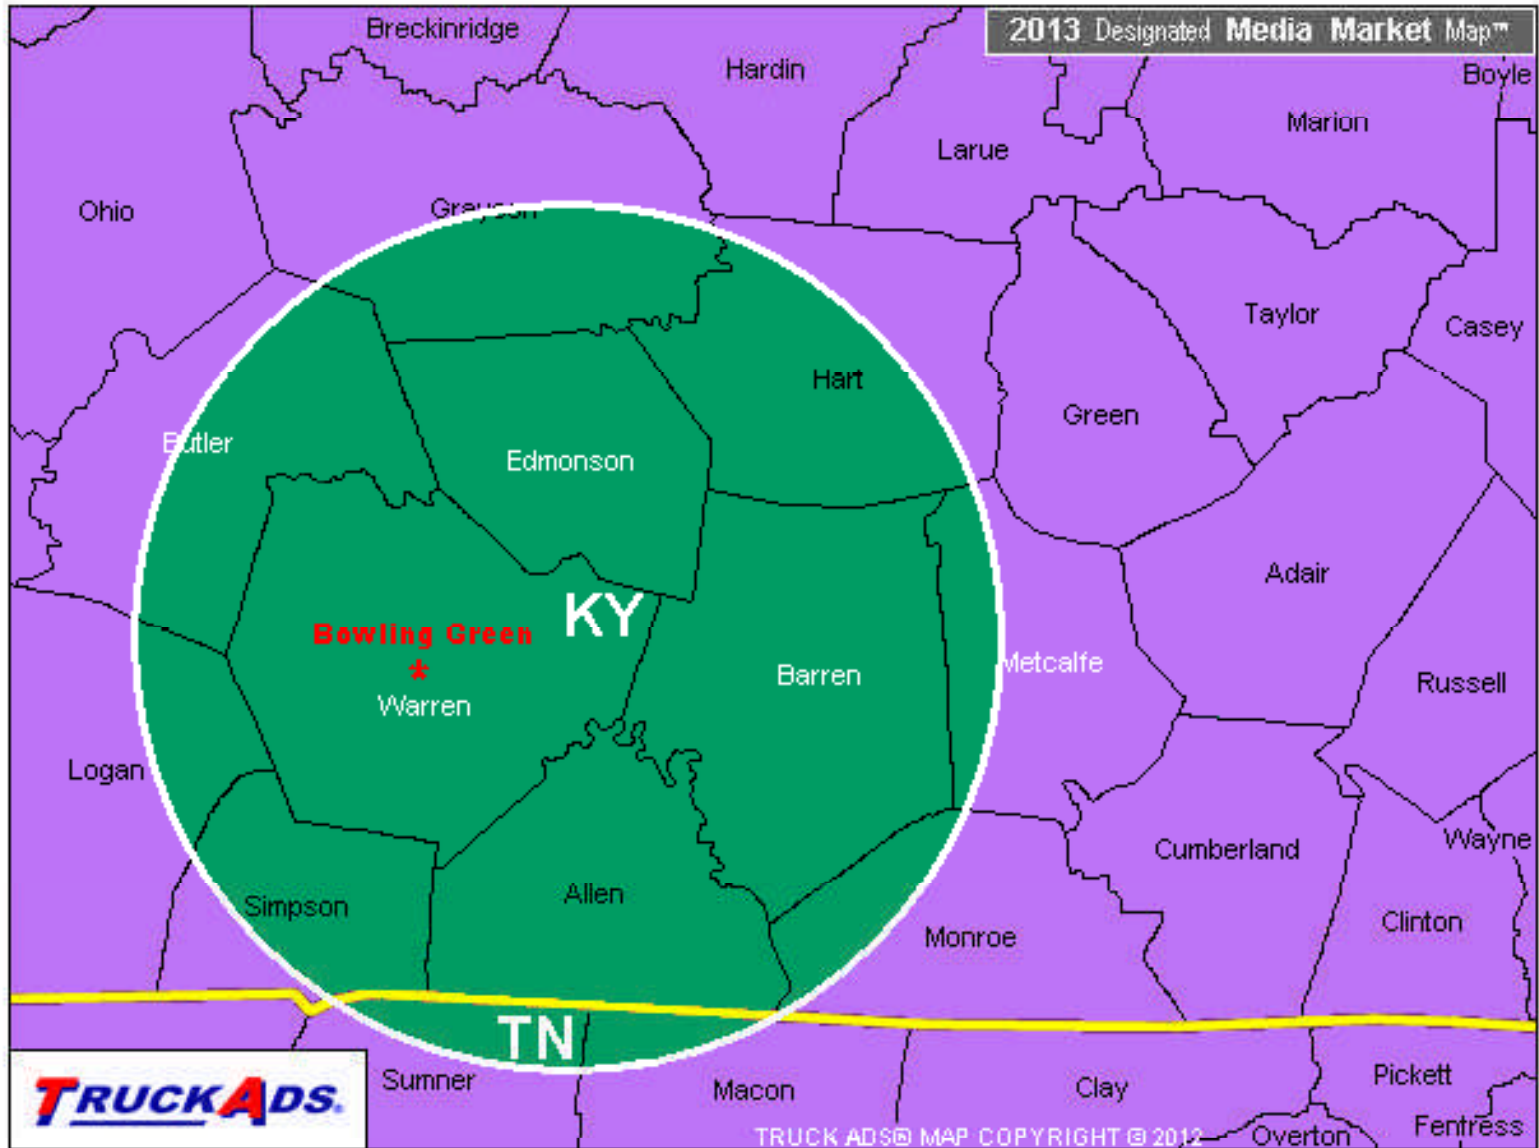 2013 Designated Media Market Map™
Breckinridge
Hardin
Boyle
Marion
Larue
Ohio
Grayson
Taylor
Casey
Hart
Green
Butler
Edmonson
Adair
KY
Bowling Green
*
Metcalfe
Barren
Russell
Warren
Logan
Wayne
Cumberland
Allen
Simpson
Clinton
Monroe
TN
Sumner
Macon
Clay
Pickett
TRUCKADS.
Fentress
Overton
TRUCK ADS® MAP COPYRIGHT © 2012